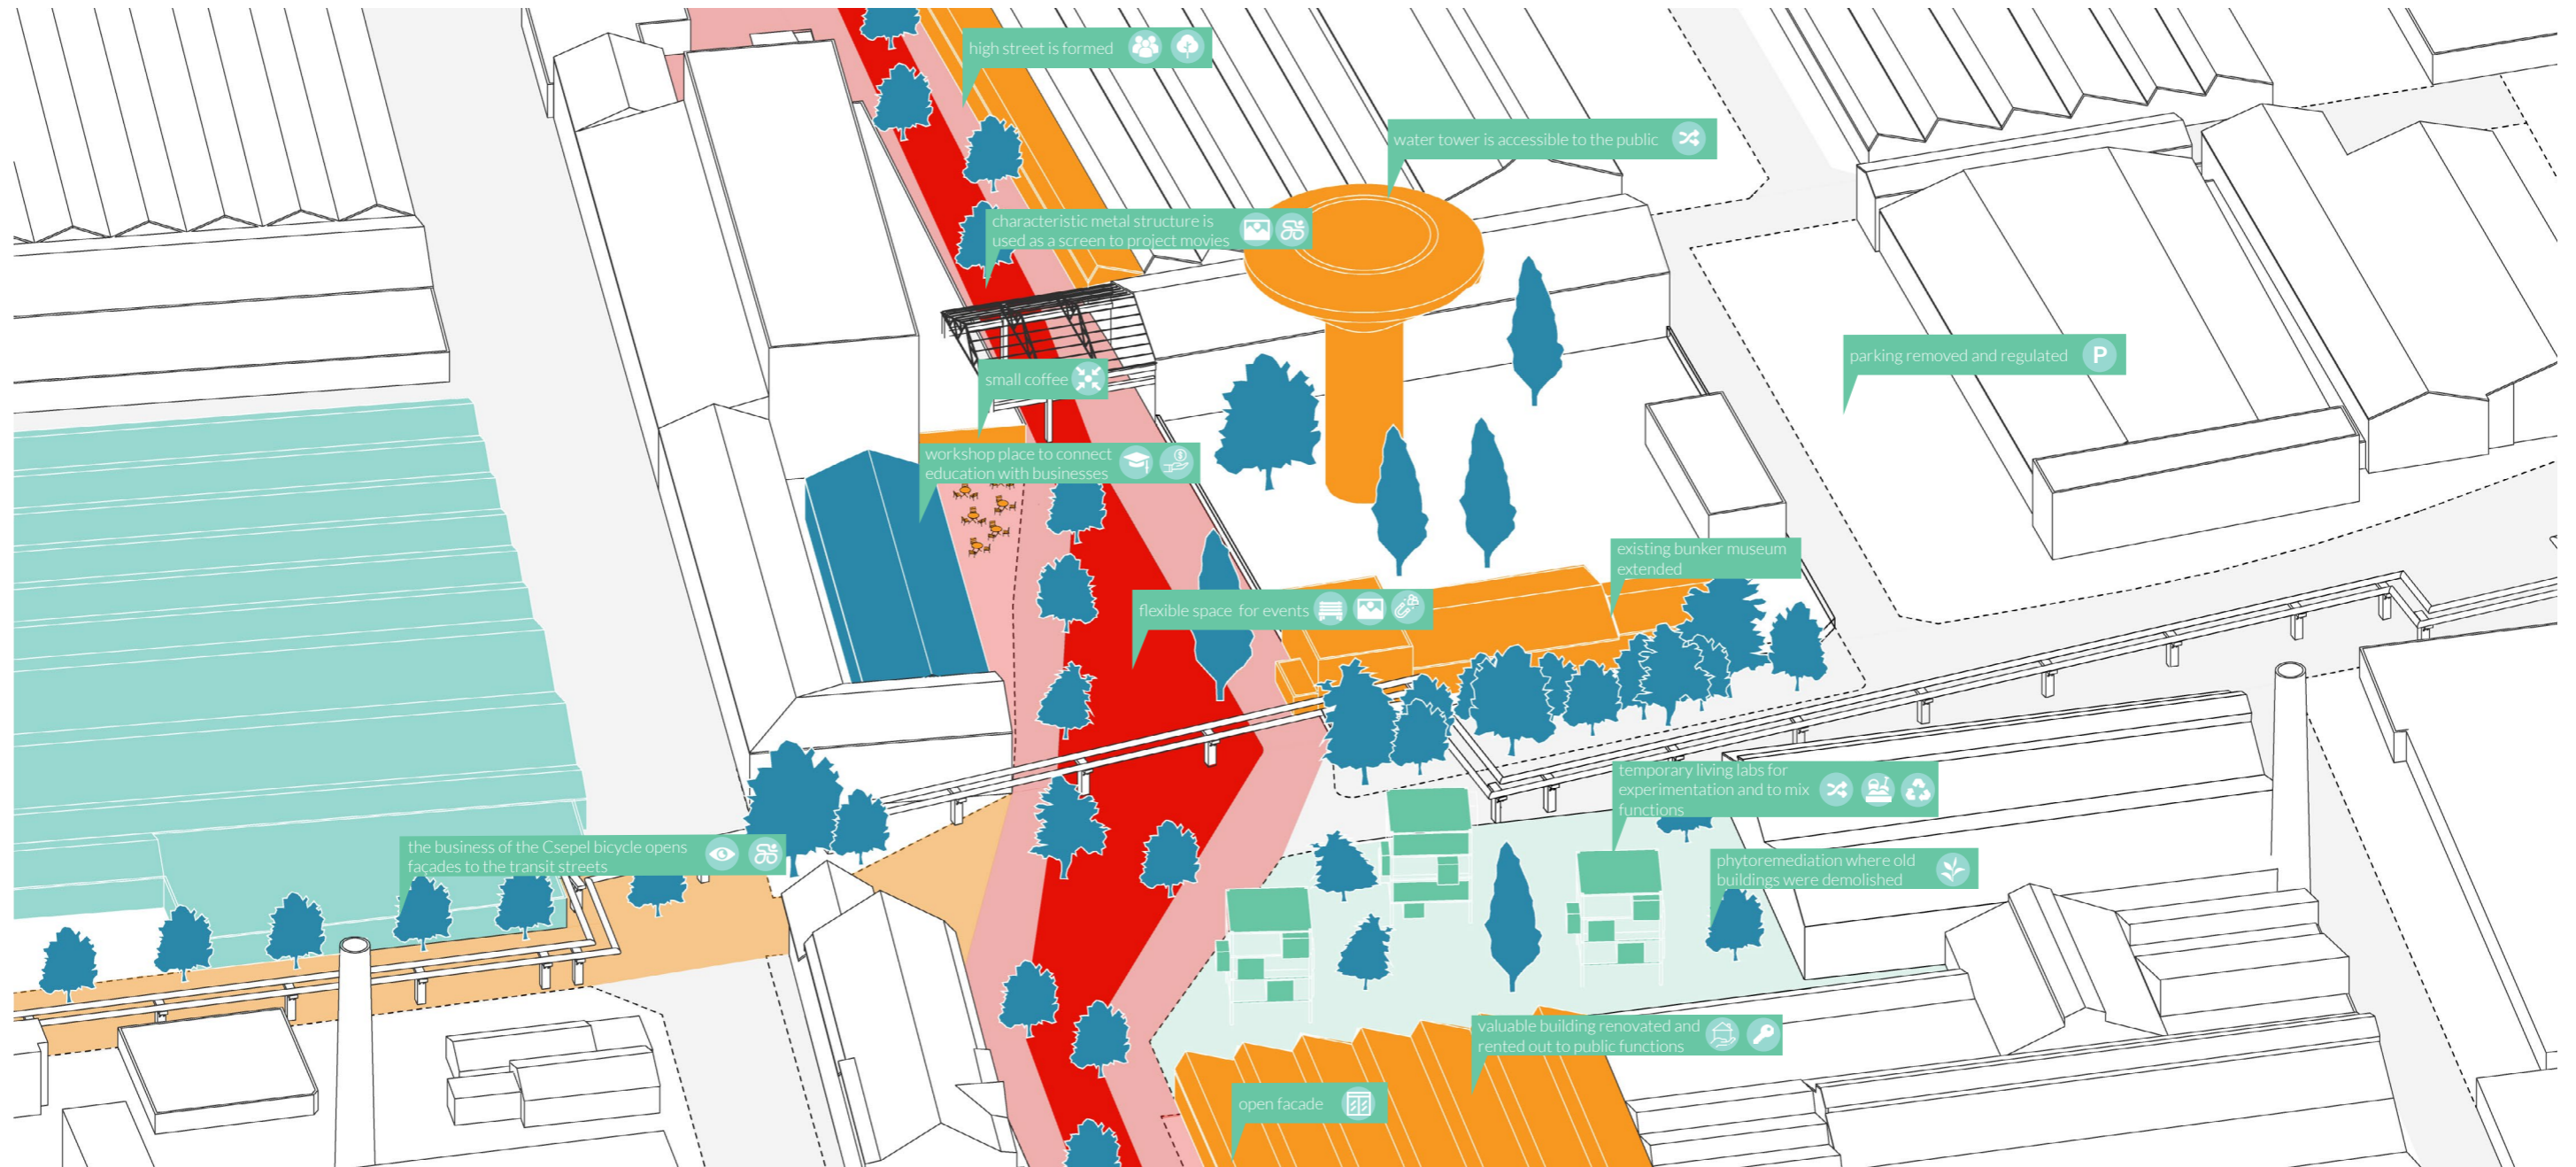 high street is formed
water tower is accessible to the public
characteristic metal structure is
used as a screen to project movies
parking removed and regulated
P
small coffee
workshop place to connect
education with businesses
existing bunker museum
extended
flexible space for events
temporary living labs for
experimentation and to mix
functions
the business of the Csepel bicycle opens
façades to the transit streets
phytoremediation where old
buildings were demolished
valuable building renovated and
rented out to public functions
open facade